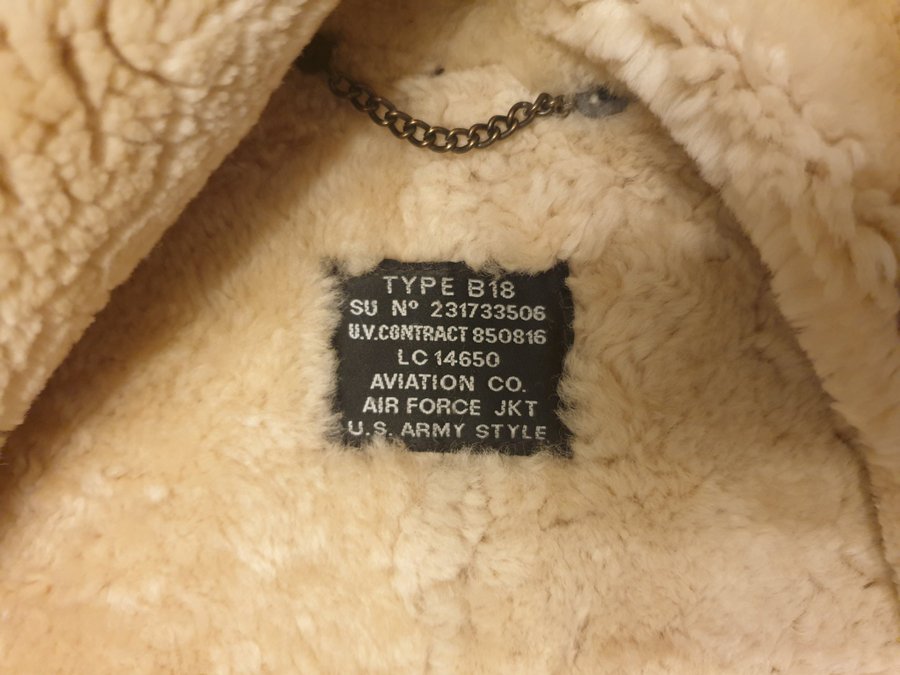 TYPE B18
SU Nº 231733506
U.V.CONTRACT 850816
LC 14650
AVIATION CO.
AIR FORCE JKT
U.S. ARMY STYLE